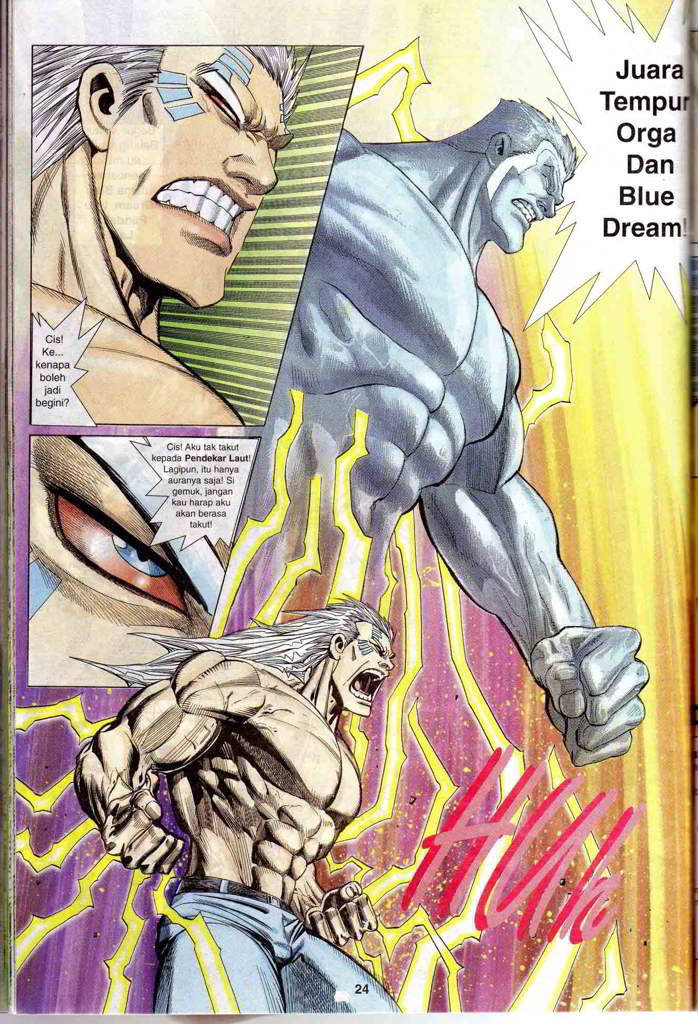 Juara
Tempur
Orga
Dan
Blue
Dream!
Cis!
Ke...
kenapa
boleh
jadi
begini?
Cis! Aku tak takut
kepada Pendekar Laut!
Lagipun, itu hanya
auranya saja! Si
gemuk, jangan
kau harap aku
akan berasa
takut!
24